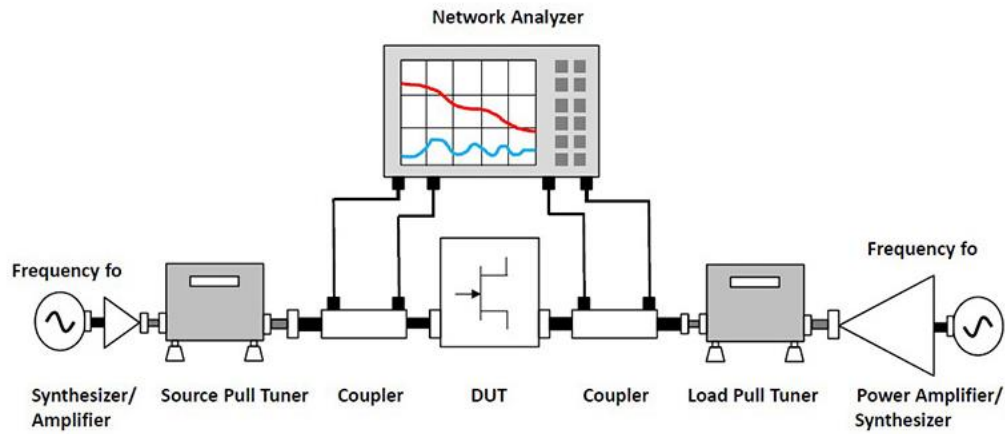 Network Analyzer
Frequency fo
Frequency fo
Synthesizer/
Amplifier
Source Pull Tuner
Coupler
DUT
Coupler
Load Pull Tuner
Power Amplifier/
Synthesizer